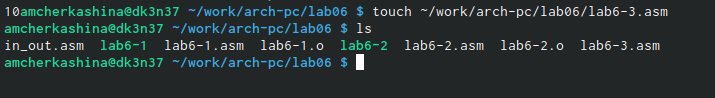 10amcherkashina@dk3n37 ~/work/arch-pc/lab06 $ touch ~/work/arch-pc/lab06/lab6-3.asm
amcherkashina@dk3n37 ~/work/arch-pc/lab06 $ ls
in_out.asm lab6-1 lab6-1.asm lab6-1.o lab6-2 lab6-2.asm lab6-2.o lab6-3.asm
amcherkashina@dk3n37 ~/work/arch-pc/lab06 $